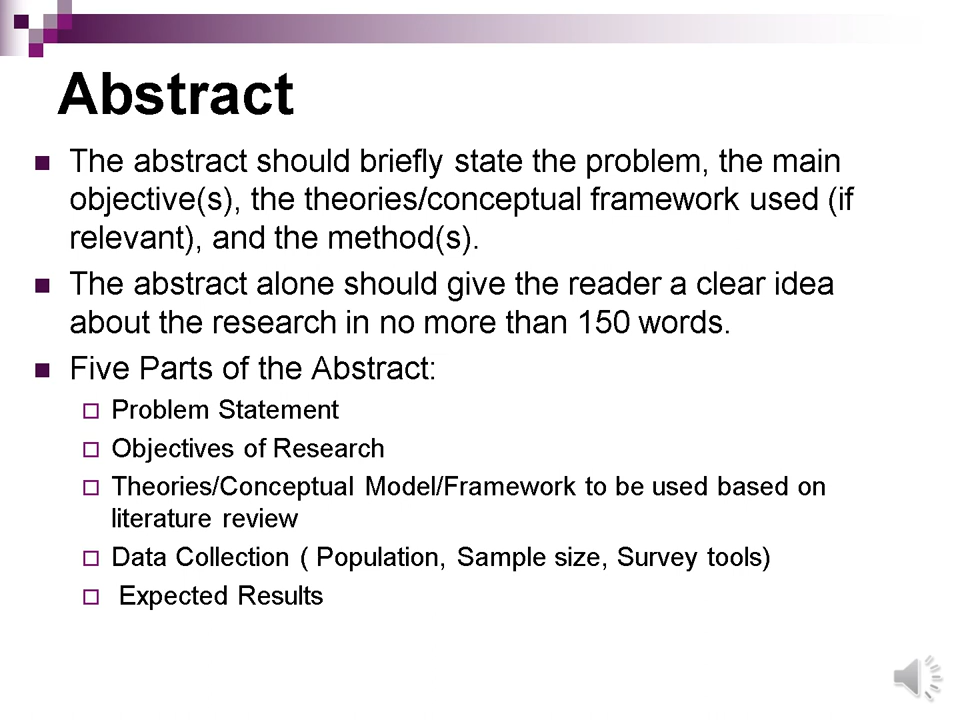 Abstract
The abstract should briefly state the problem, the main
objective(s), the theories/conceptual framework used (if
relevant), and the method(s).
The abstract alone should give the reader a clear idea
about the research in no more than 150 words.
Five Parts of the Abstract:
Problem Statement
Objectives of Research
Theories/Conceptual Model/Framework to be used based on
literature review
Data Collection ( Population, Sample size, Survey tools)
Expected Results